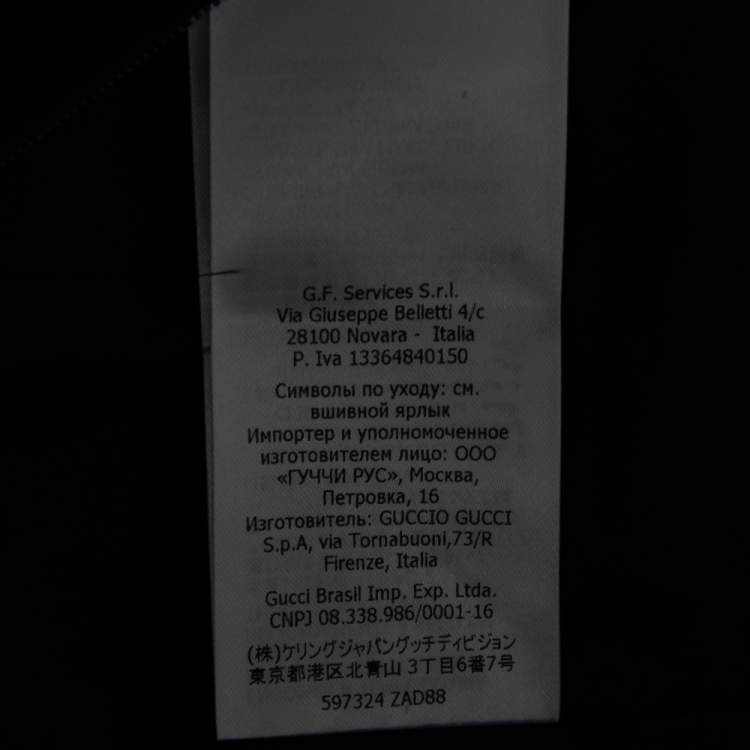 G.F. Services S.r.l.
Via Giuseppe Belletti 4/c
28100 Novara - Italia
P. Iva 13364840150
Символы по уходу: см.
вшивной ярлык
Импортер и уполномоченное
изготовителем лицо: ООО
«ГУЧЧИ РУС», Москва,
Петровка, 16
Изготовитель: GUCCIO GUCCI
S.p.A, via Tornabuoni,73/R
Firenze, Italia
Gucci Brasil Imp. Exp. Ltda.
CNPJ 08.338.986/0001-16
(株)ケリングジャパングッチディビジョン
東京都港区北青山 3丁目6番7号
597324 ZAD88